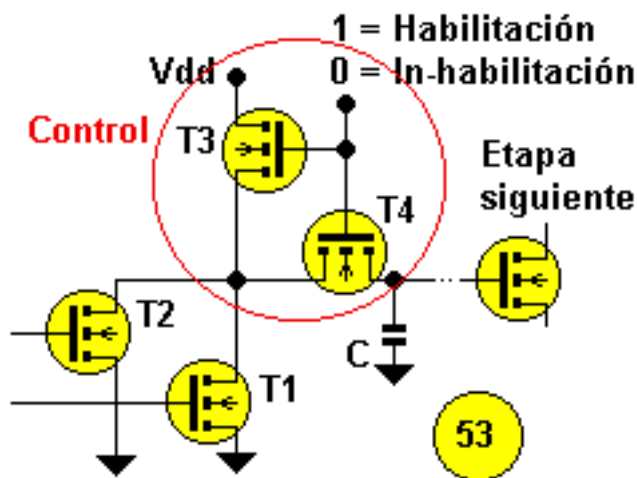 1 = Habilitación
Vdd
0 = In-habilitación
Control
T3
Etapa
siguiente
T4
T2
C
T1
53